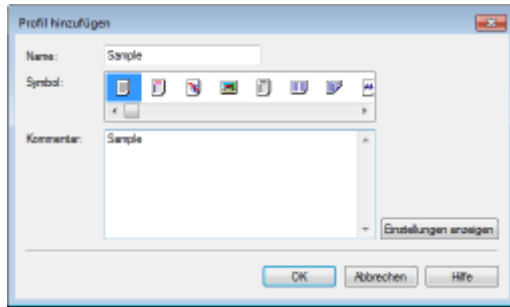 Profil hinzufügen
Name:
Sample
Symbol:
Kommentar:
Sample
Einstellungen anzeigen
OK
Abbrechen
Hilfe